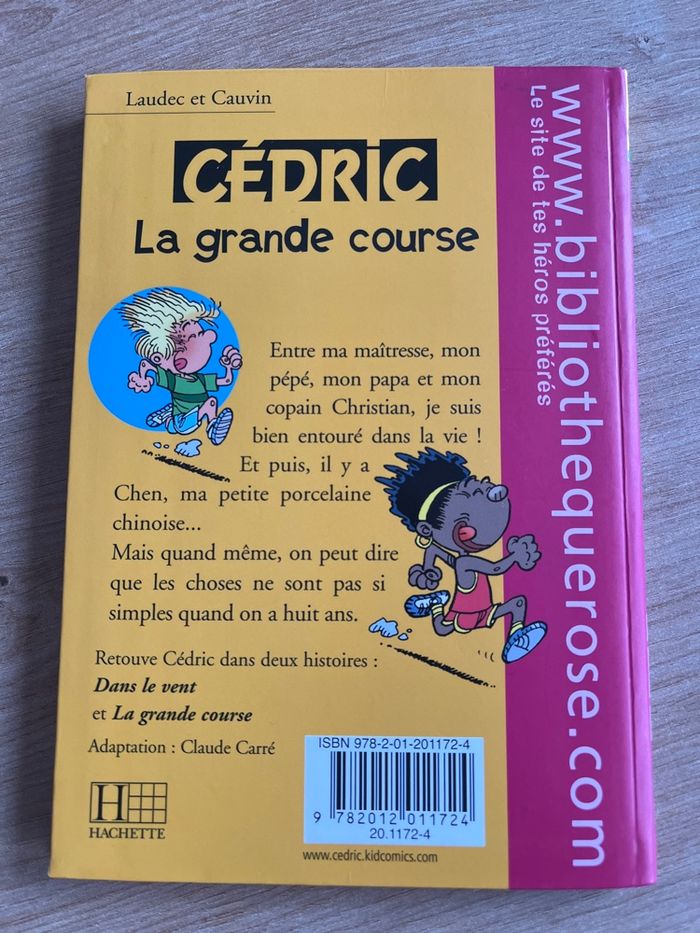 Laudec et Cauvin
CÉDRIC
La grande course
Entre ma maîtresse, mon
pépé, mon papa et mon
copain Christian, je suis
bien entouré dans la vie !
Et puis, il y a
Chen, ma petite porcelaine
chinoise...
Mais quand même, on peut dire
que les choses ne sont pas si
simples quand on a huit ans.
Retouve Cédric dans deux histoires :
Dans le vent
et La grande course
Adaptation : Claude Carré
H
HACHETTE
ISBN 978-2-01-201172-4
9 782012 011724
20.1172-4
www.cedric.kidcomics.com
www.bibliothequerose.com
Le site de tes héros préférés